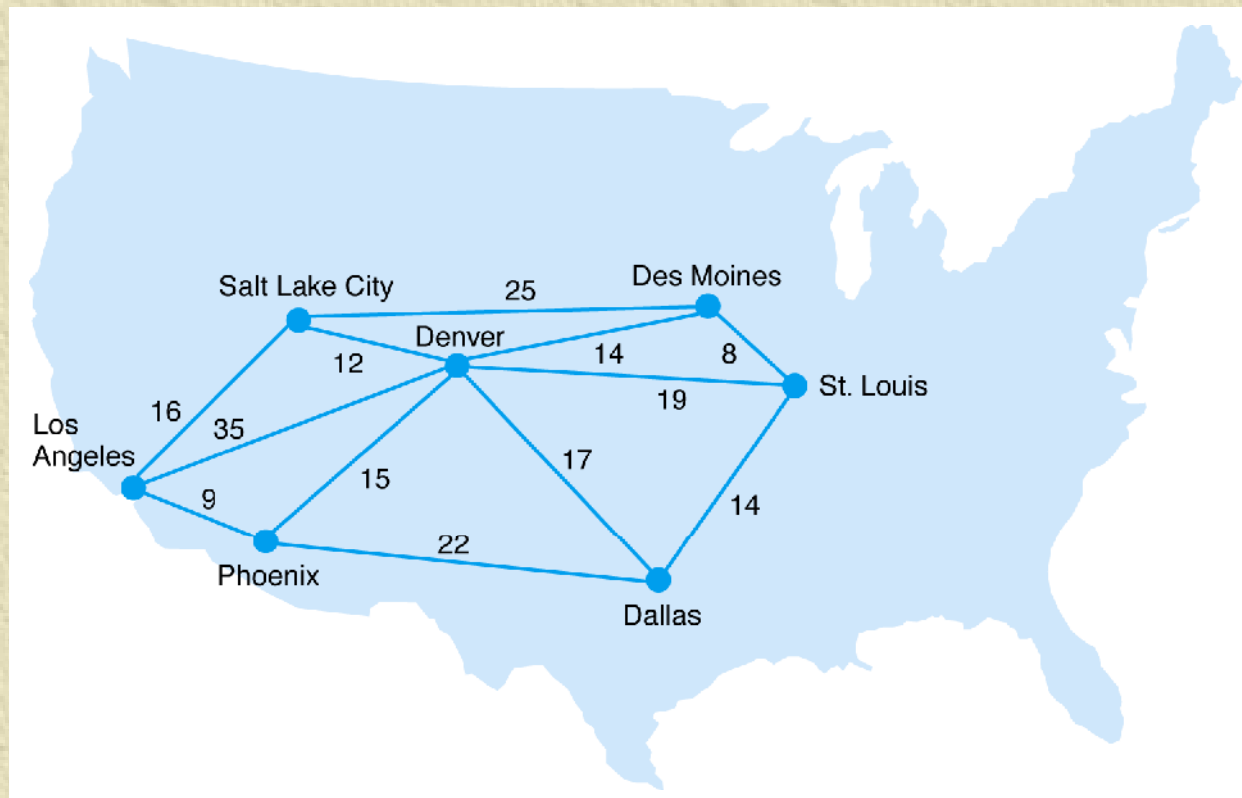 Salt Lake City
25
Des Moines
Denver
12
14
8
19
St. Louis
16
35
Los
Angeles
17
15
14
9
22
Phoenix
Dallas